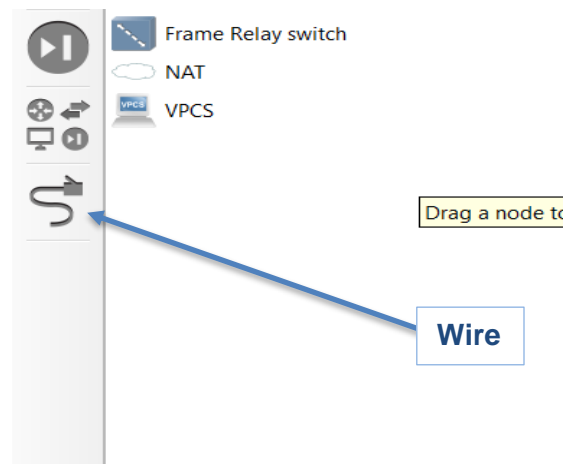 Frame Relay switch
NAT
VPCS
VPCS
Drag a node to
Wire